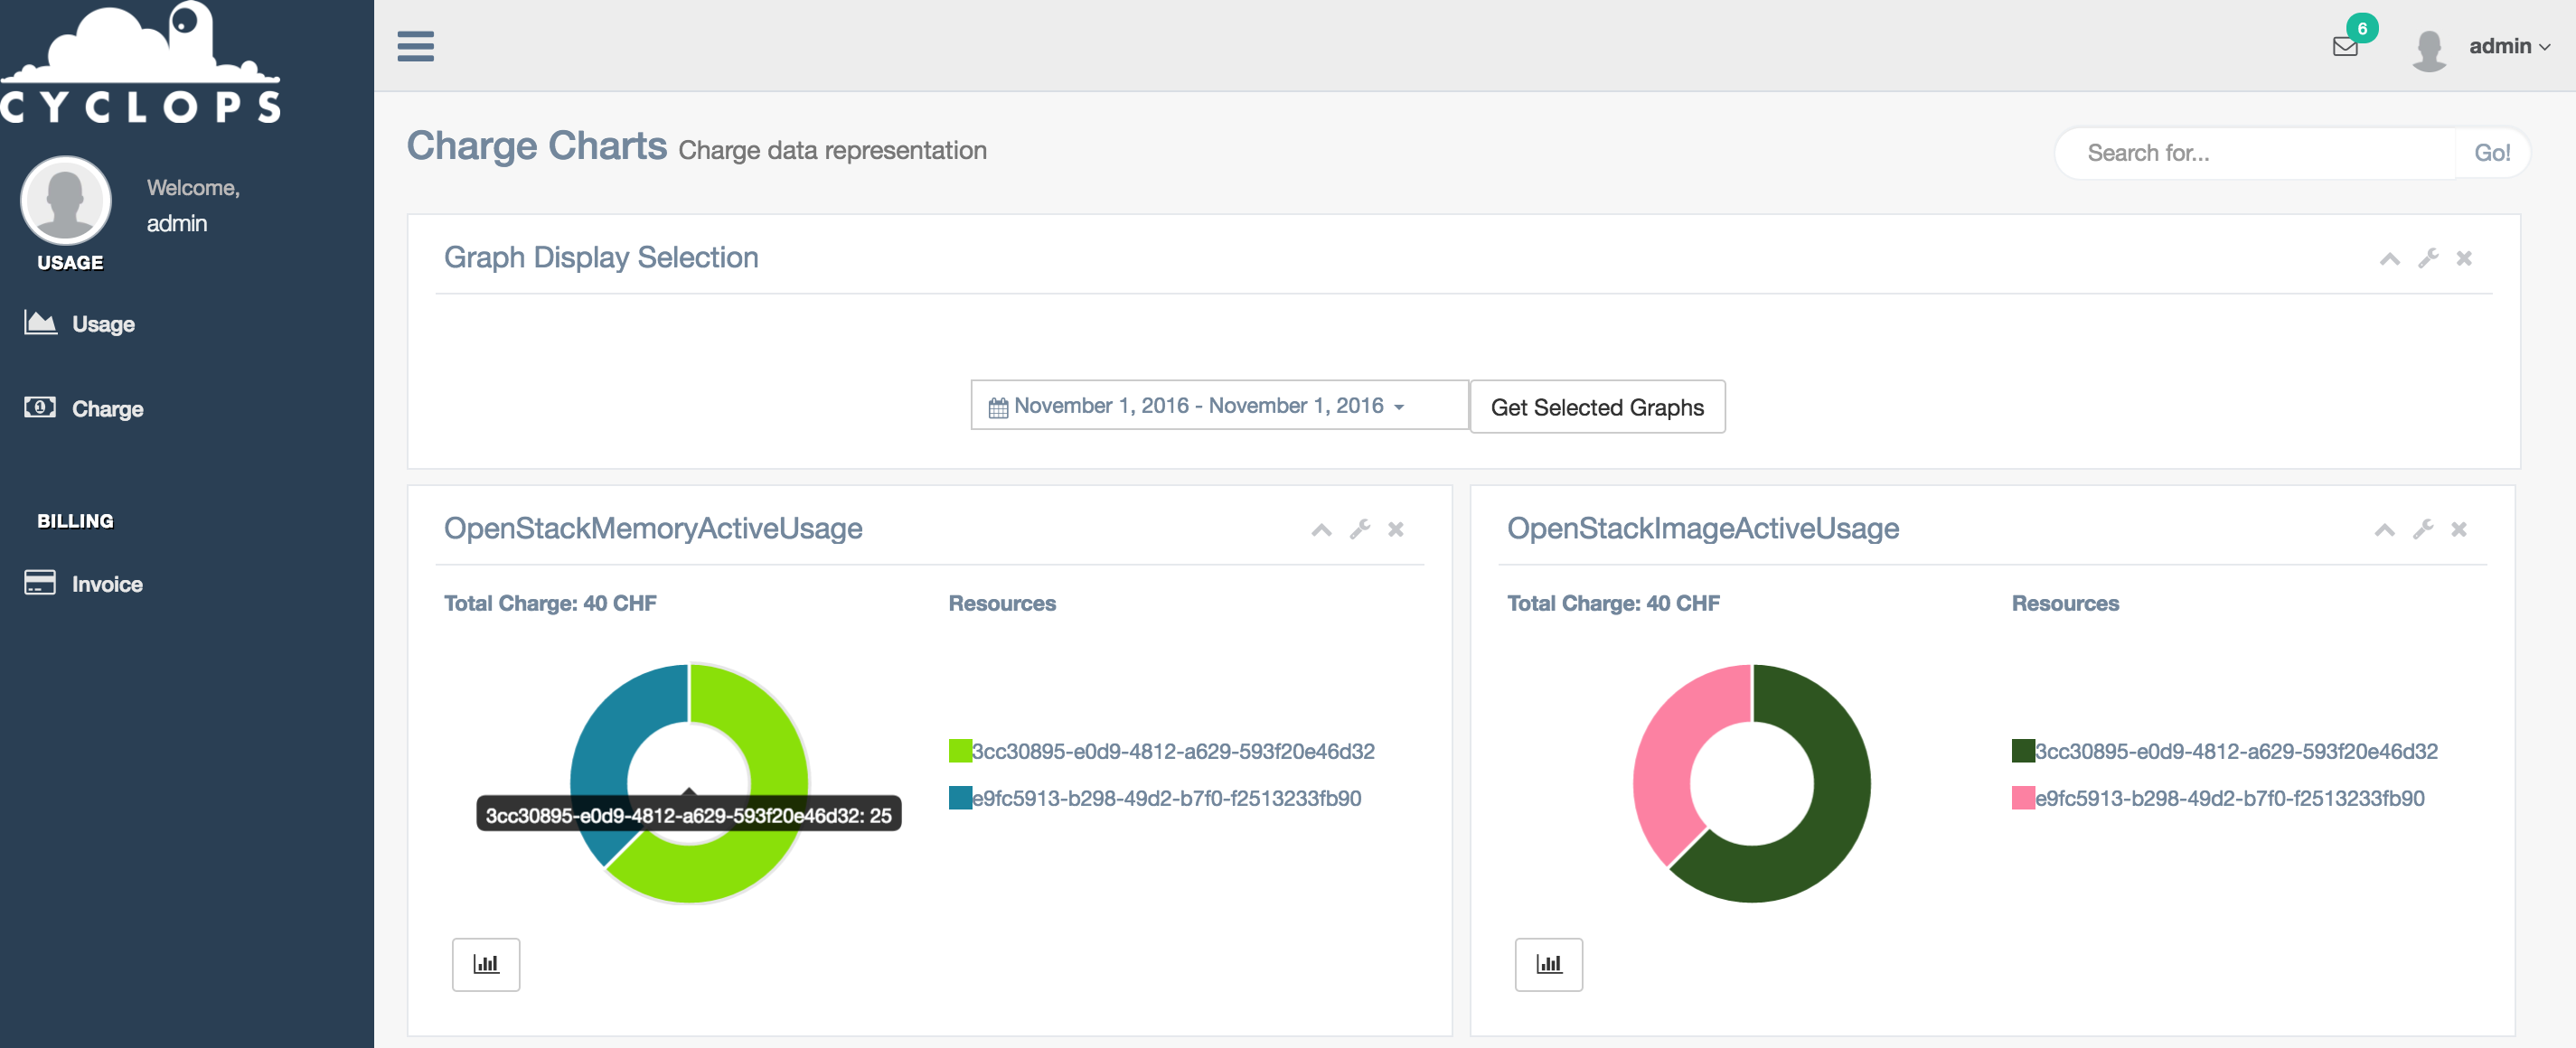 CYCLOPS
Welcome,
admin
USAGE
Usage
Charge
BILLING
Invoice
6
admin
Charge Charts Charge data representation
Search for... Go!
Graph Display Selection
November 1, 2016 - November 1, 2016
Get Selected Graphs
OpenStackMemoryActiveUsage
Total Charge: 40 CHF
Resources
3cc30895-e0d9-4812-a629-593f20e46d32: 25
3cc30895-e0d9-4812-a629-593f20e46d32
e9fc5913-b298-49d2-b7f0-f2513233fb90
OpenStackImageActiveUsage
Total Charge: 40 CHF
Resources
3cc30895-e0d9-4812-a629-593f20e46d32
e9fc5913-b298-49d2-b7f0-f2513233fb90